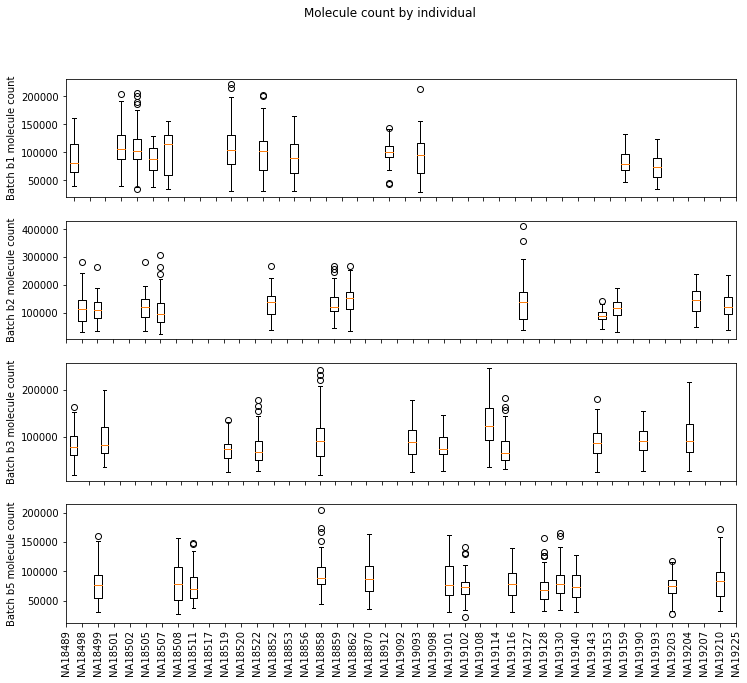 Molecule count by individual
Batch b1 molecule count
200000
150000
100000
50000
Batch b2 molecule count
400000
300000
200000
100000
Batch b3 molecule count
200000
100000
Batch b5 molecule count
200000
150000
100000
50000
NA18489
NA18498
NA18499
NA18501
NA18502
NA18505
NA18507
NA18508
NA18511
NA18517
NA18519
NA18520
NA18522
NA18852
NA18853
NA18856
NA18858
NA18859
NA18862
NA18870
NA18912
NA19092
NA19093
NA19098
NA19101
NA19102
NA19108
NA19114
NA19116
NA19127
NA19128
NA19130
NA19140
NA19143
NA19153
NA19159
NA19190
NA19193
NA19203
NA19204
NA19207
NA19210
NA19225